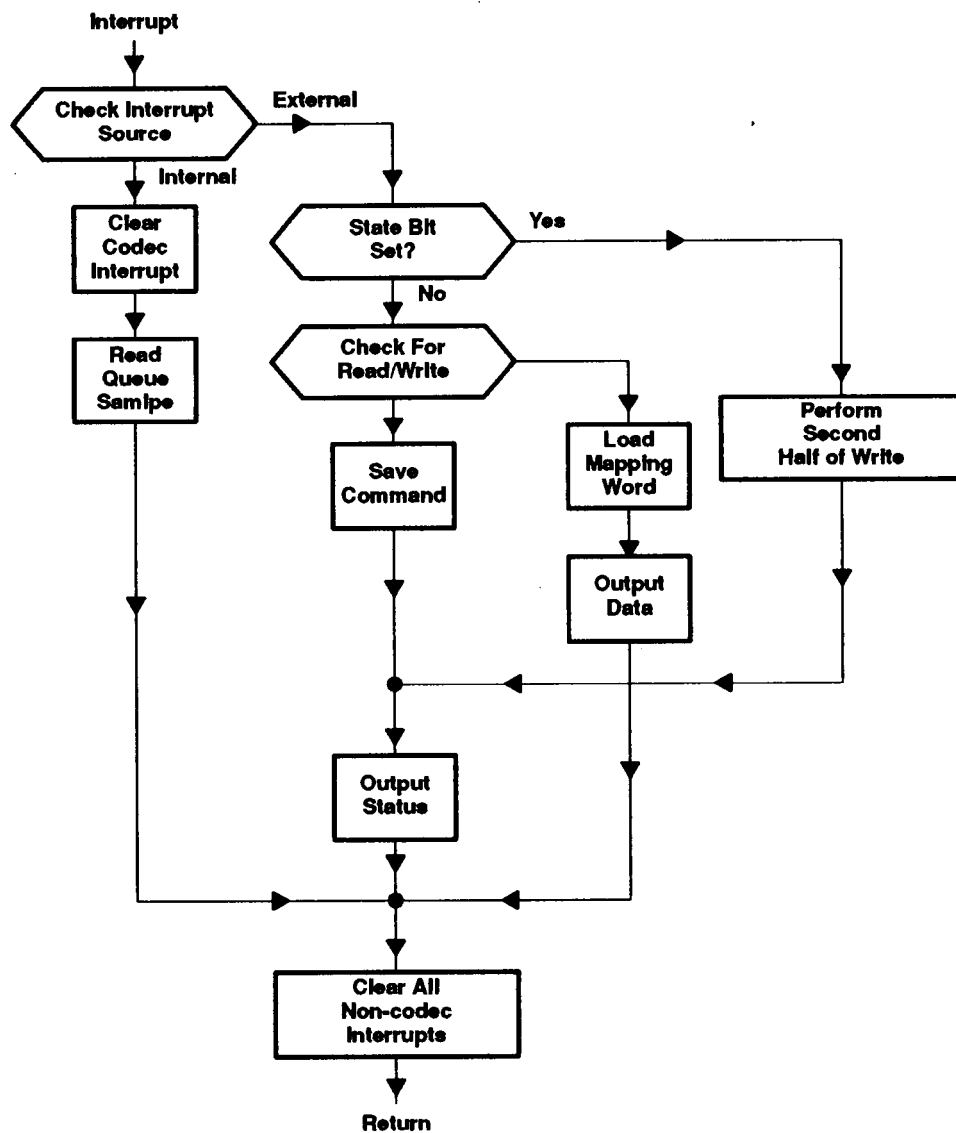 Interrupt
Check Interrupt
Source
External
Internal
Clear
Codec
Interrupt
State Bit
Set?
Yes
No
Read
Queue
Samlpe
Check For
Read/Write
Save
Command
Load
Mapping
Word
Perform
Second
Half of Write
Output
Data
Output
Status
Clear All
Non-codec
Interrupts
Return